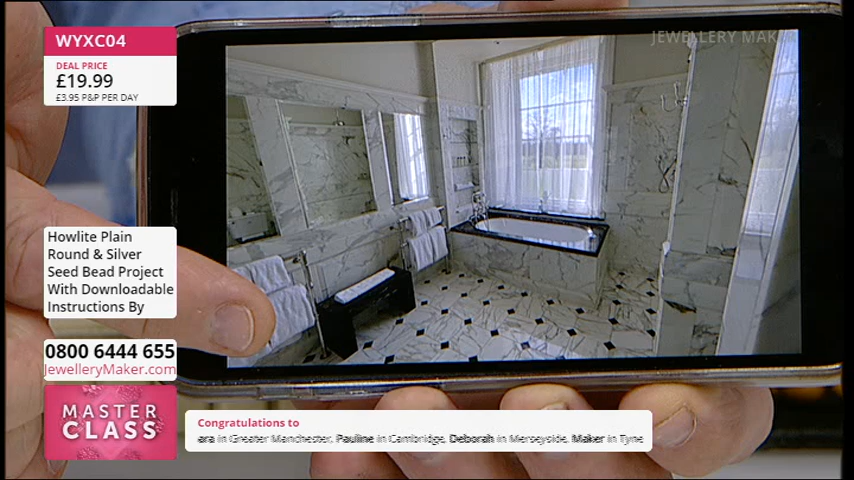 WYXC04
DEAL PRICE
£19.99
£3.95 P&P PER DAY
JEWELLERY MAK
Howlite Plain
Round & Silver
Seed Bead Project
With Downloadable
Instructions By
0800 6444 655
JewelleryMaker.com
MASTER
CLASS
Congratulations to
ara in Greater Manchester, Pauline in Cambridge, Deborah in Merseyside, Maker in Tyne